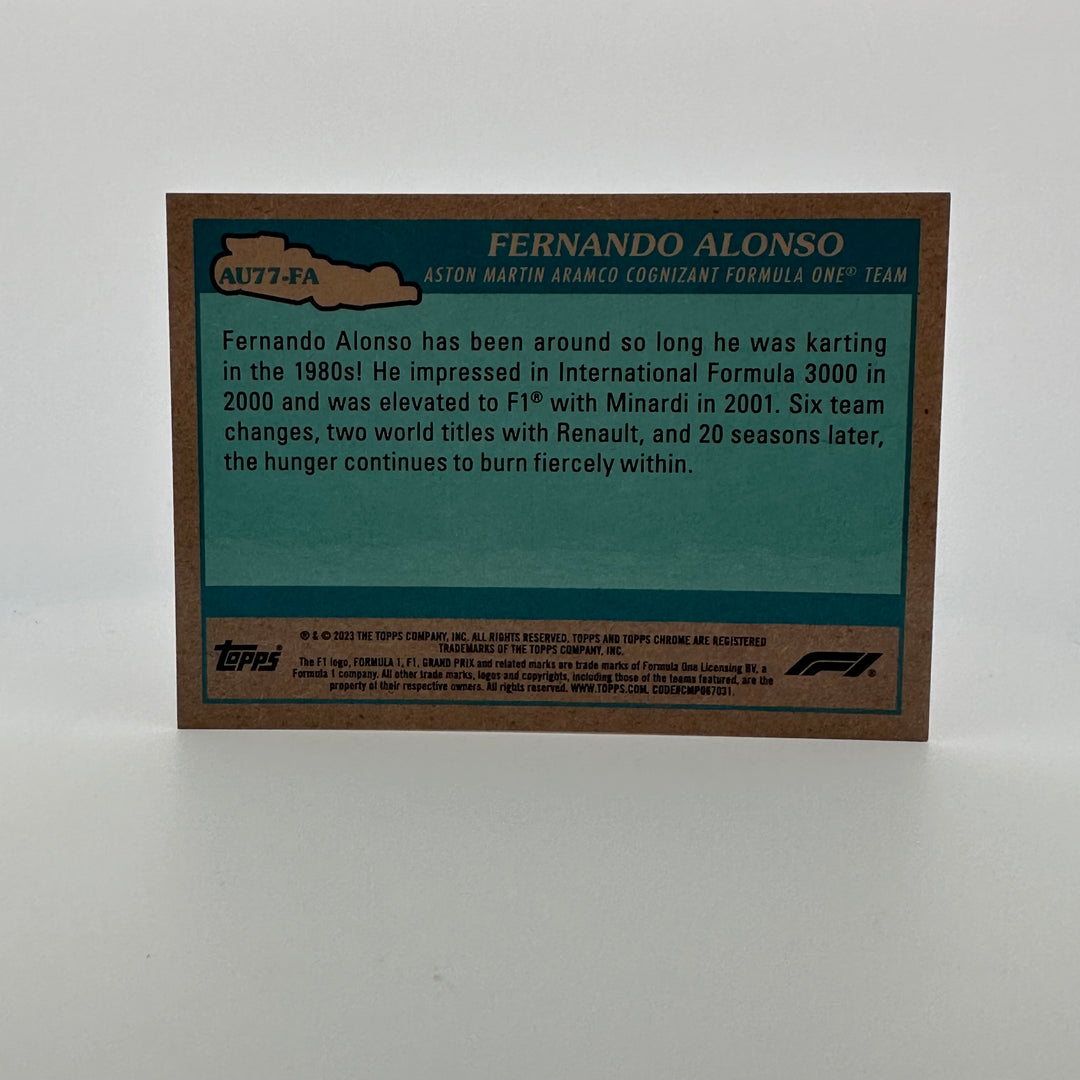 AU77-FA
FERNANDO ALONSO
ASTON MARTIN ARAMCO COGNIZANT FORMULA ONE® TEAM
Fernando Alonso has been around so long he was karting
in the 1980s! He impressed in International Formula 3000 in
2000 and was elevated to F1® with Minardi in 2001. Six team
changes, two world titles with Renault, and 20 seasons later,
the hunger continues to burn fiercely within.
topps
® & © 2023 THE TOPPS COMPANY, INC. ALL RIGHTS RESERVED. TOPPS AND TOPPS CHROME ARE REGISTERED
TRADEMARKS OF THE TOPPS COMPANY, INC.
The F1 logo, FORMULA 1, F1, GRAND PRIX and related marks are trade marks of Formula One Licensing BV, a
Formula 1 company. All other trade marks, logos and copyrights, including those of the teams featured, are the
property of their respective owners. All rights reserved. WWW.TOPPS.COM. CODE#CMP067031.
F1®